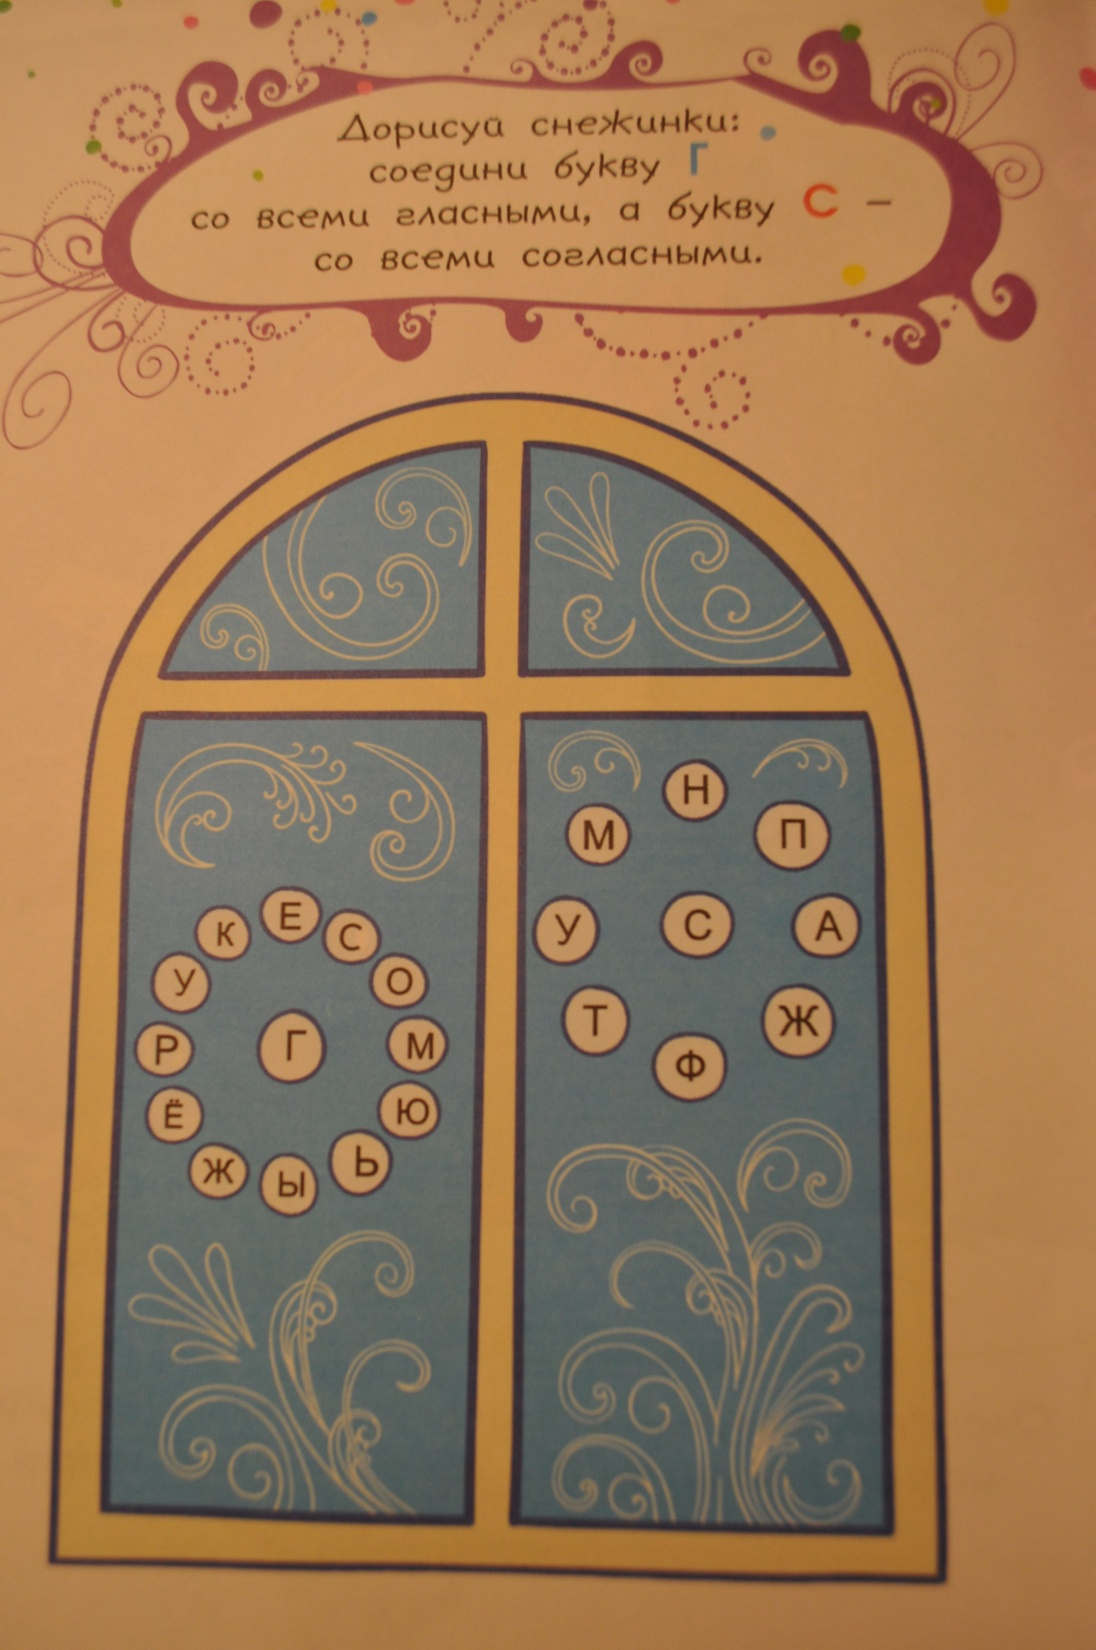 Дорисуй снежинки:
соедини букву Г
со всеми гласными, а букву С –
со всеми согласными.
Е
К С
У О
Р Г М
Ё Ю
Ж Ы Ь
Н
М П
У С А
Т Ж
Ф